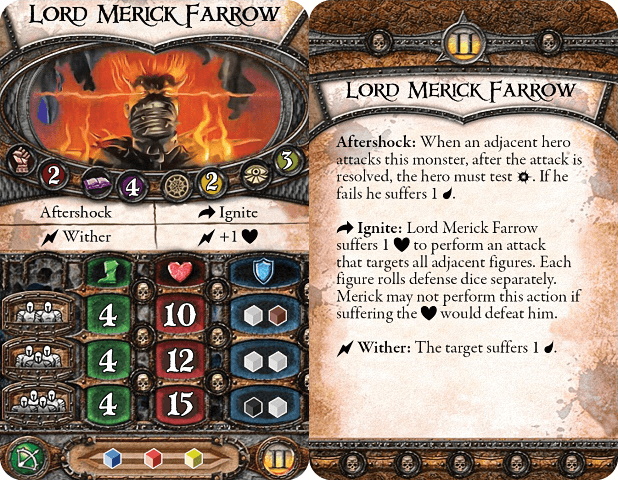 LORD MERICK FARROW
2
4
2
3
Aftershock
Ignite
Wither
+1
4
10
4
12
4
15
II
II
LORD MERICK FARROW
Aftershock: When an adjacent hero
attacks this monster, after the attack is
resolved, the hero must test . If he
fails he suffers 1 .
Ignite: Lord Merick Farrow
suffers 1 to perform an attack
that targets all adjacent figures. Each
figure rolls defense dice separately.
Merick may not perform this action if
suffering the would defeat him.
Wither: The target suffers 1 .